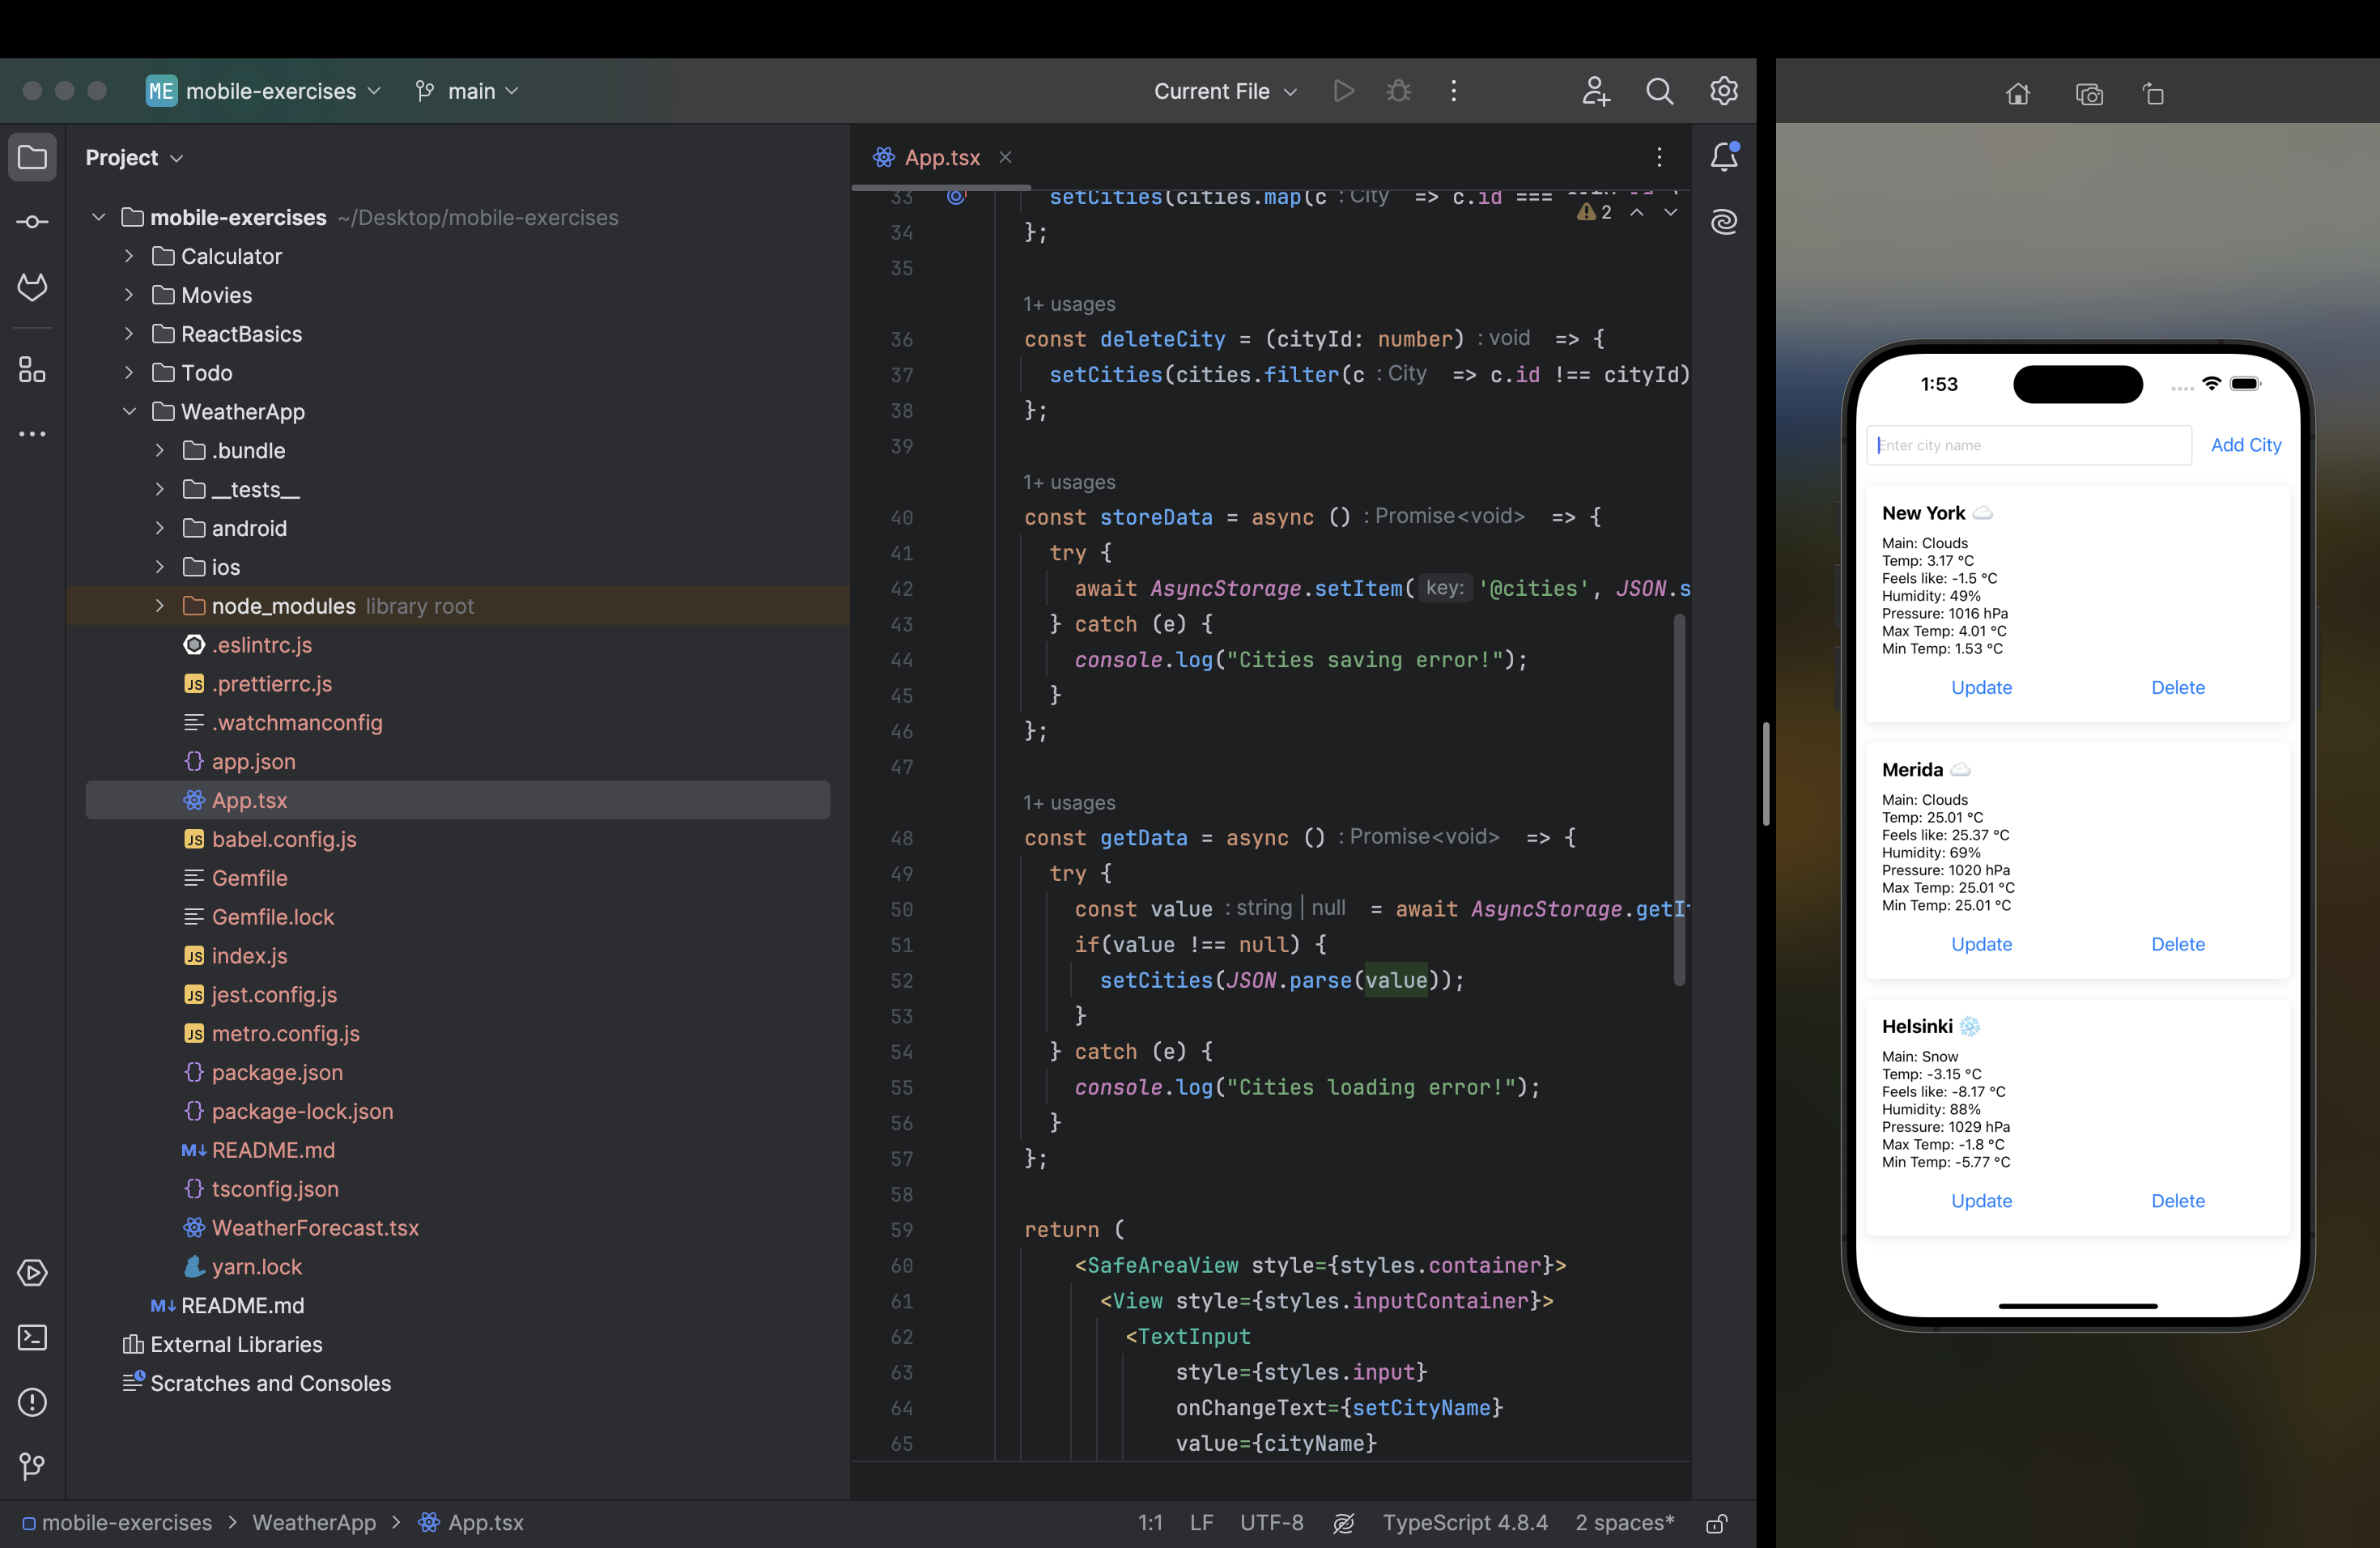 ME mobile-exercises main Current File
Project
mobile-exercises ~/Desktop/mobile-exercises
Calculator
Movies
ReactBasics
Todo
WeatherApp
.bundle
__tests__
android
ios
node_modules library root
.eslintrc.js
JS .prettierrc.js
.watchmanconfig
{} app.json
App.tsx
JS babel.config.js
Gemfile
Gemfile.lock
JS index.js
JS jest.config.js
JS metro.config.js
{} package.json
{} package-lock.json
M↓ README.md
{} tsconfig.json
WeatherForecast.tsx
yarn.lock
M↓ README.md
External Libraries
Scratches and Consoles
App.tsx
2
33 setCities(cities.map(c : City => c.id ===
34 };
35
1+ usages
36 const deleteCity = (cityId: number) : void => {
37 setCities(cities.filter(c : City => c.id !== cityId)
38 };
39
1+ usages
40 const storeData = async () : Promise<void> => {
41 try {
42 await AsyncStorage.setItem( key: '@cities', JSON.s
43 } catch (e) {
44 console.log("Cities saving error!");
45 }
46 };
47
1+ usages
48 const getData = async () : Promise<void> => {
49 try {
50 const value : string | null = await AsyncStorage.getI
51 if(value !== null) {
52 setCities(JSON.parse(value));
53 }
54 } catch (e) {
55 console.log("Cities loading error!");
56 }
57 };
58
59 return (
60 <SafeAreaView style={styles.container}>
61 <View style={styles.inputContainer}>
62 <TextInput
63 style={styles.input}
64 onChangeText={setCityName}
65 value={cityName}
mobile-exercises > WeatherApp > App.tsx
1:1 LF UTF-8 TypeScript 4.8.4 2 spaces*
1:53
Enter city name Add City
New York
Main: Clouds
Temp: 3.17 °C
Feels like: -1.5 °C
Humidity: 49%
Pressure: 1016 hPa
Max Temp: 4.01 °C
Min Temp: 1.53 °C
Update Delete
Merida
Main: Clouds
Temp: 25.01 °C
Feels like: 25.37 °C
Humidity: 69%
Pressure: 1020 hPa
Max Temp: 25.01 °C
Min Temp: 25.01 °C
Update Delete
Helsinki
Main: Snow
Temp: -3.15 °C
Feels like: -8.17 °C
Humidity: 88%
Pressure: 1029 hPa
Max Temp: -1.8 °C
Min Temp: -5.77 °C
Update Delete